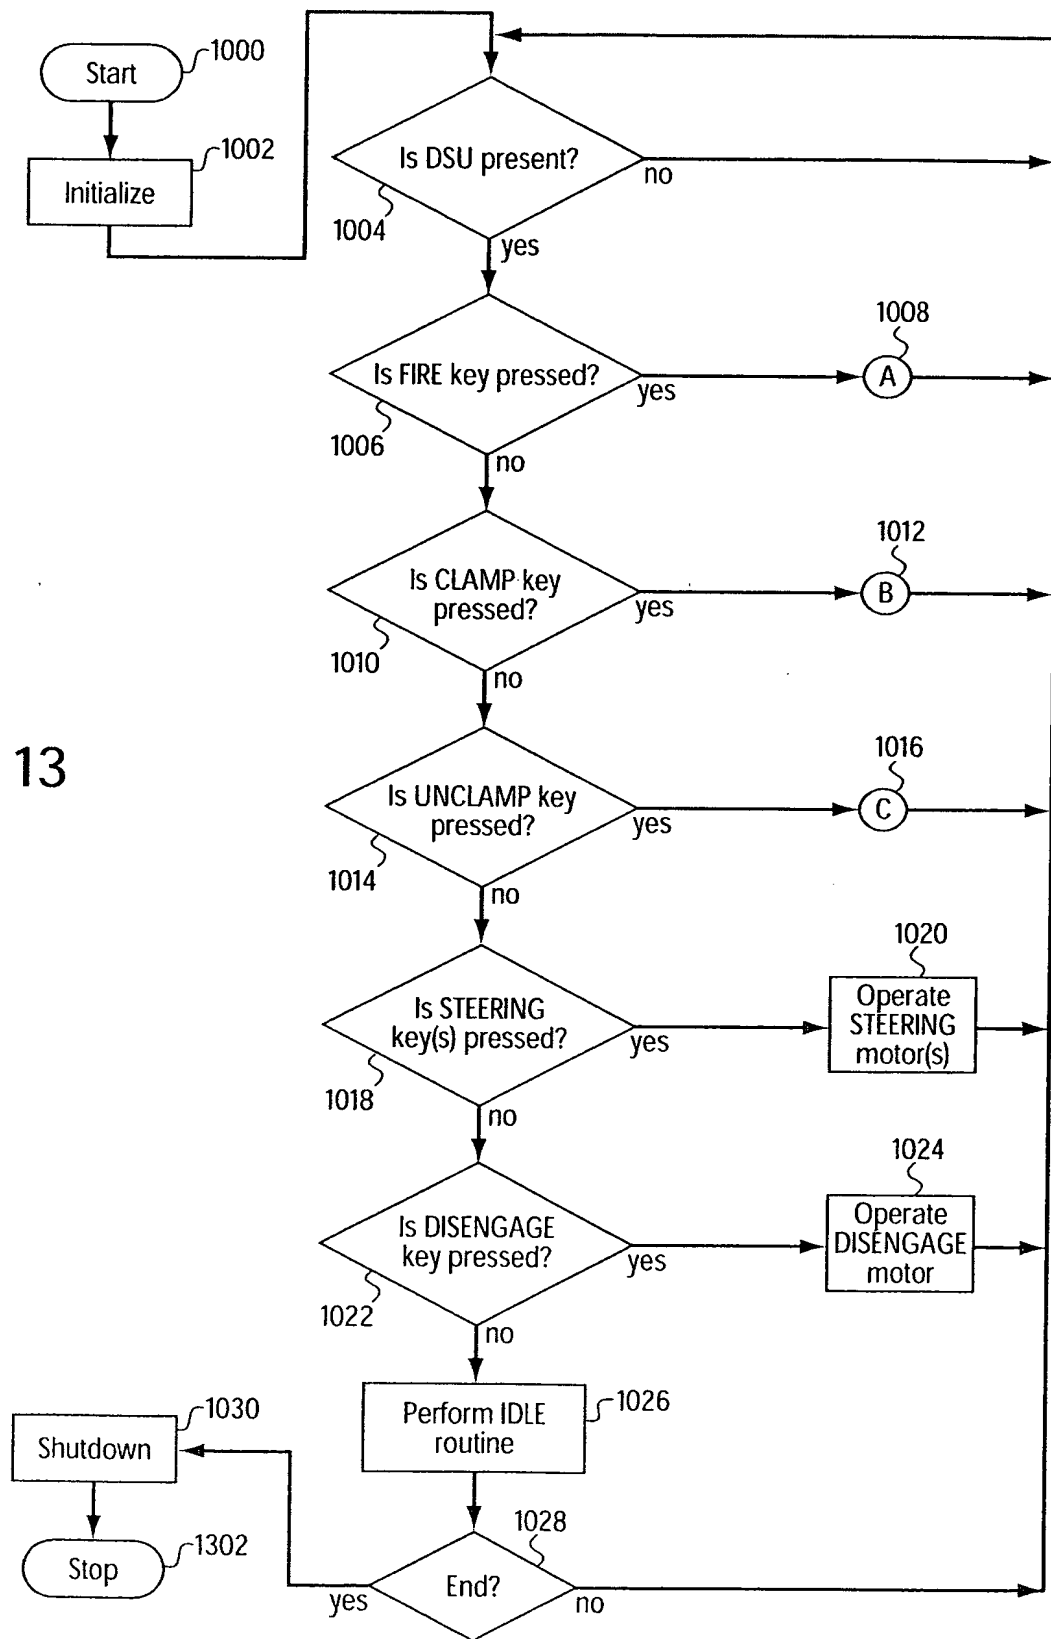 1000
Start
1002
Initialize
Is DSU present?
no
1004
yes
1008
Is FIRE key pressed?
yes
A
1006
no
1012
Is CLAMP key
pressed?
yes
B
1010
no
13
1016
Is UNCLAMP key
pressed?
yes
C
1014
no
1020
Is STEERING
key(s) pressed?
yes
Operate
STEERING
motor(s)
1018
no
1024
Is DISENGAGE
key pressed?
yes
Operate
DISENGAGE
motor
1022
no
Perform IDLE
routine
1026
1030
Shutdown
1302
Stop
1028
End?
yes
no